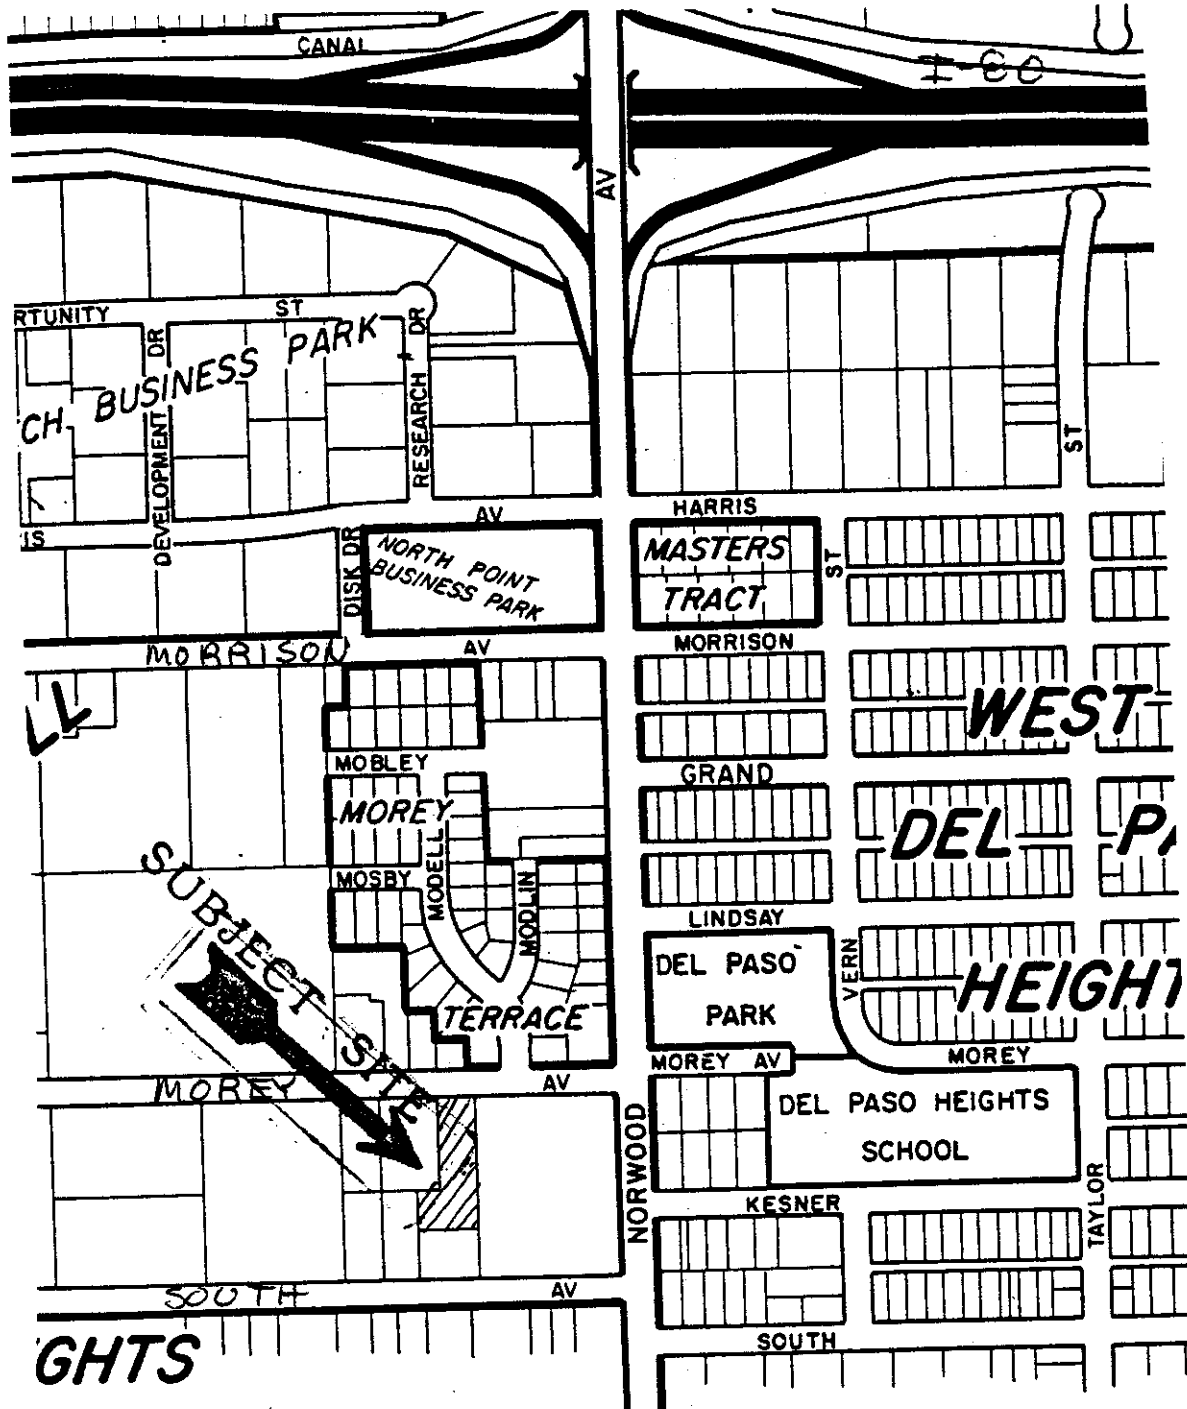 CANAL
I-80
AV
RTUNITY ST
DR
DR
CH BUSINESS PARK
RESEARCH
DEVELOPMENT
ST
HARRIS
AV
IS
DISK DR
NORTH POINT
BUSINESS PARK
MASTERS
TRACT
ST
MORRISON AV
MORRISON
LL
WEST
MOBLEY
GRAND
MOREY
DEL PA
MODELL
MOSBY
MODLIN
LINDSAY
SUBJECT SITE
DEL PASO
PARK
VERN
HEIGHT
TERRACE
MOREY AV
MOREY
MOREY AV
DEL PASO HEIGHTS
SCHOOL
NORWOOD
TAYLOR
KESNER
SOUTH AV
SOUTH
GHTS